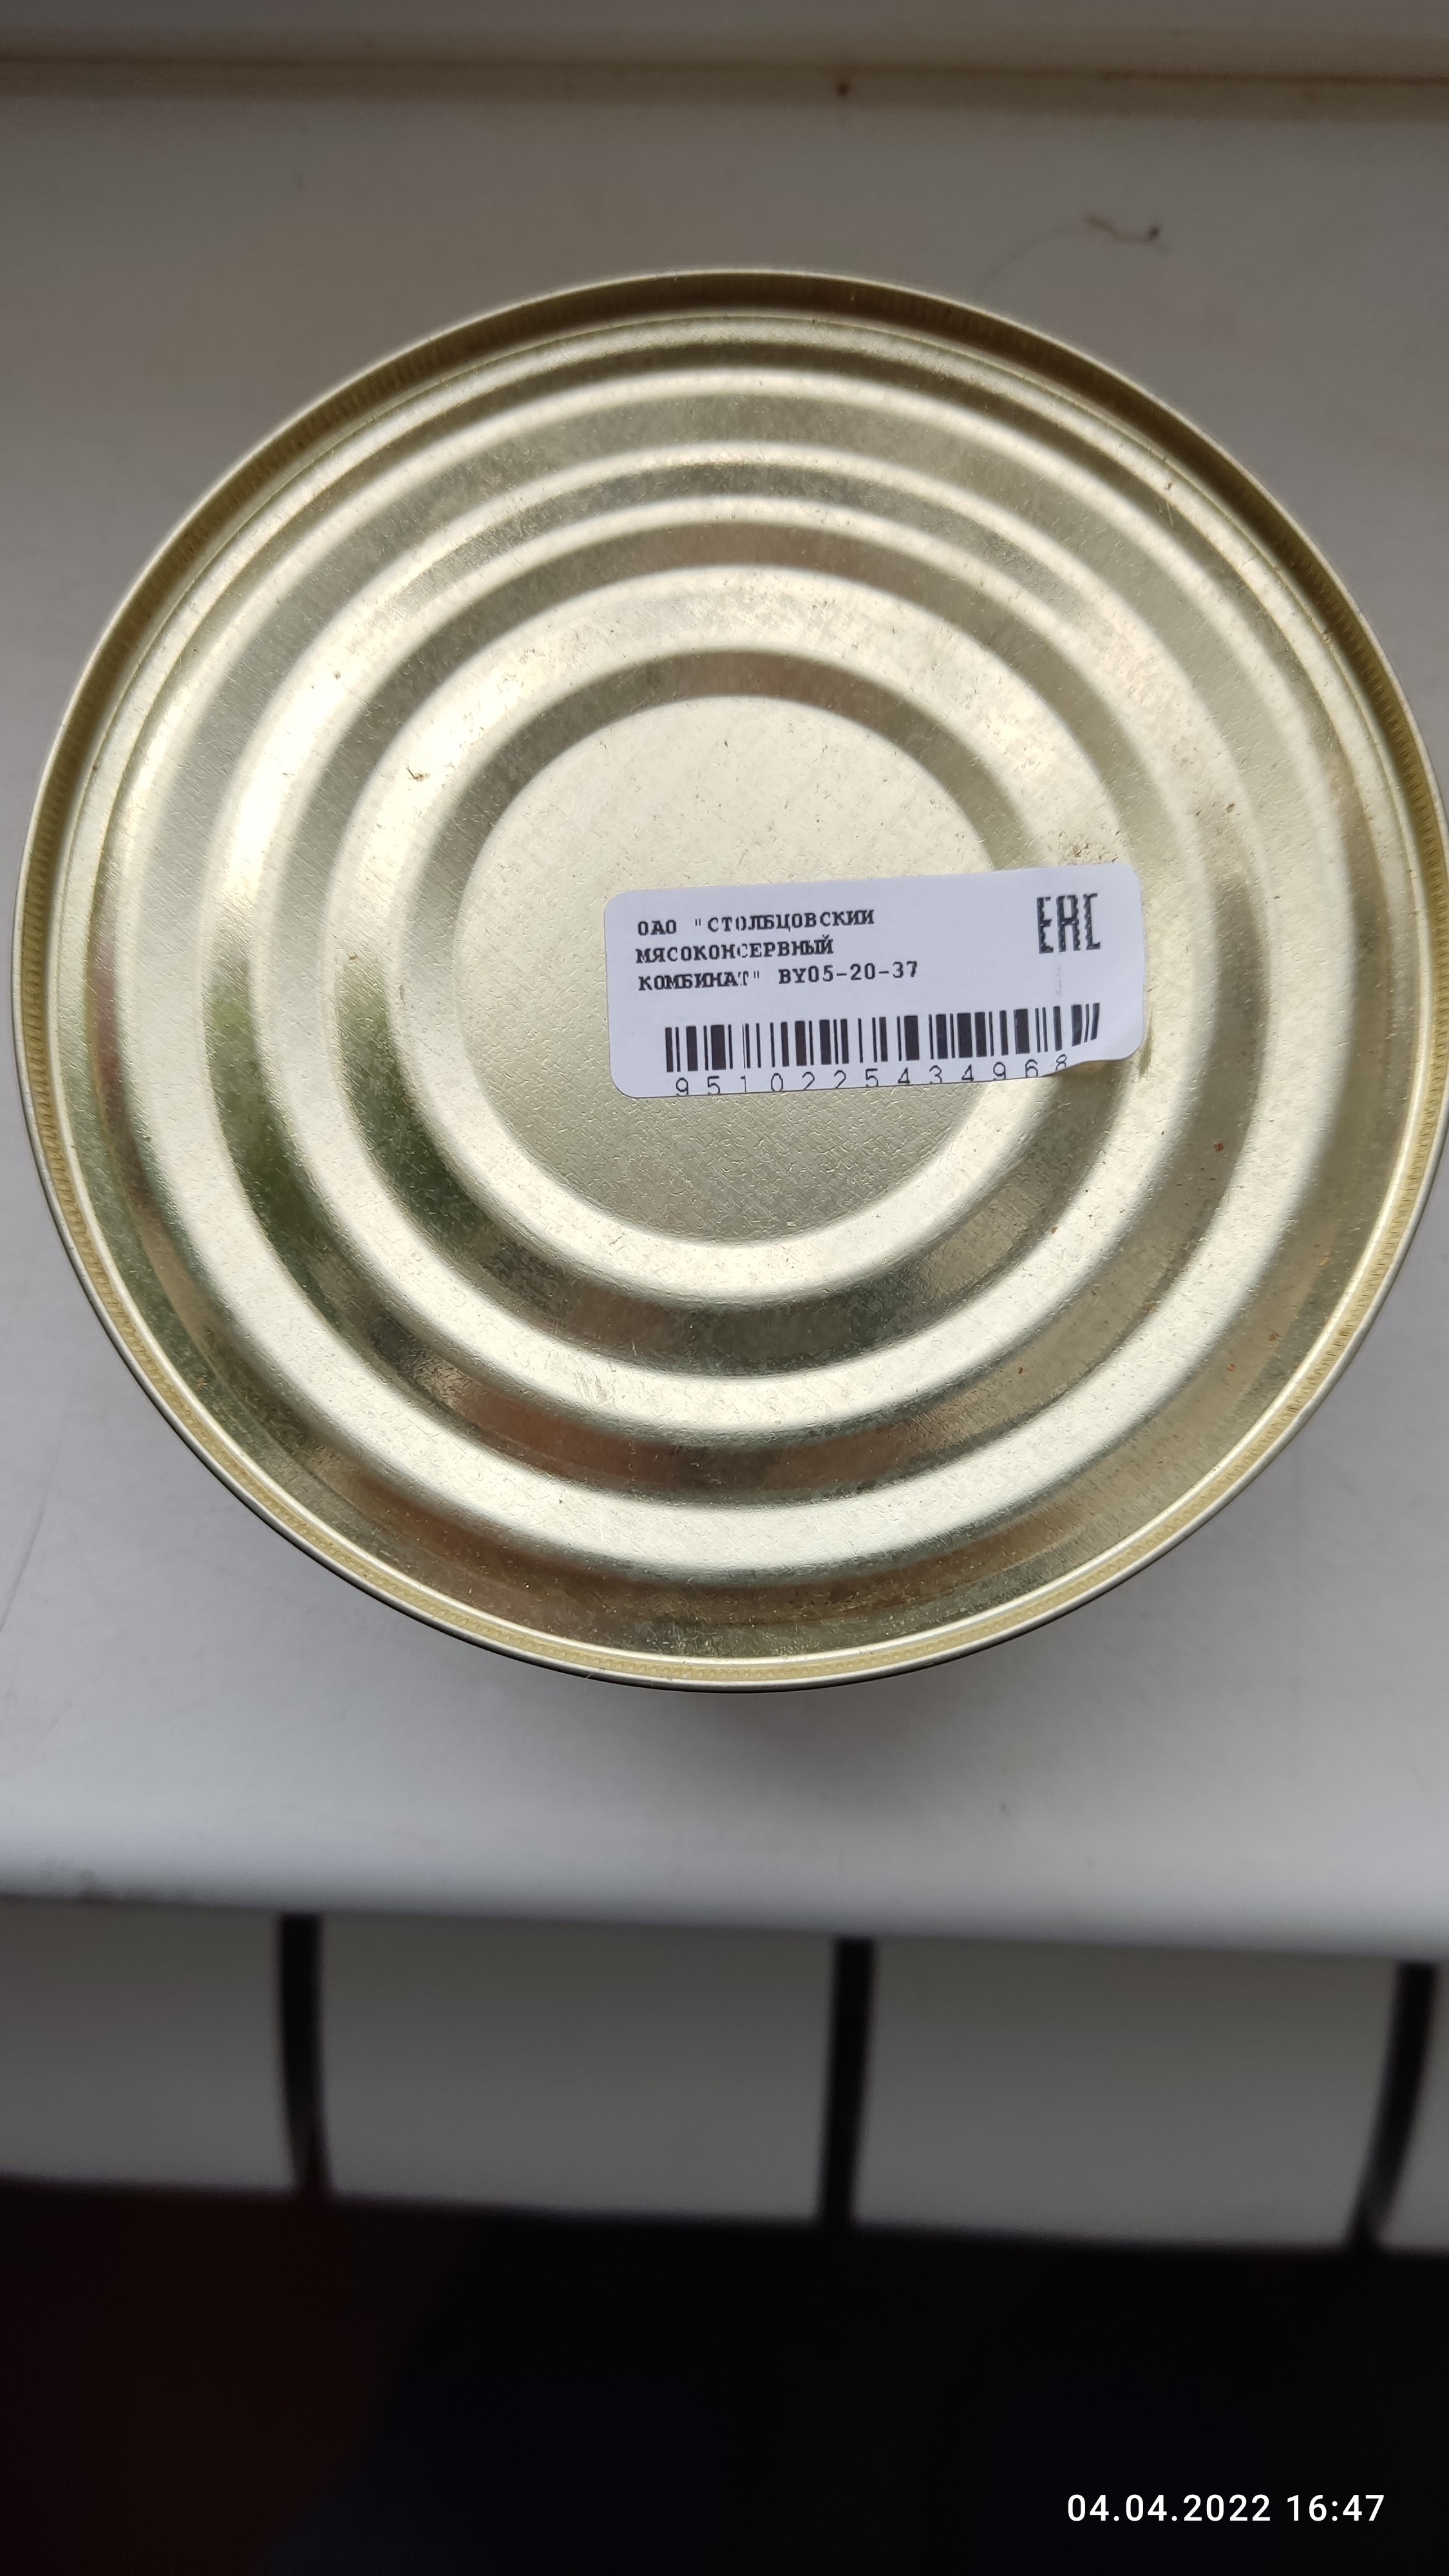 ОАО "СТОЛБЦОВСКИЙ
МЯСОКОНСЕРВНЫЙ
КОМБИНАТ" BY05-20-37
EAC
9510225434968
04.04.2022 16:47